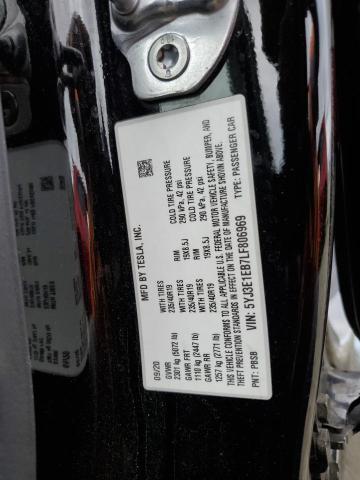 MFD BY TESLA, INC.
09/20
GVWR
2301 kg (5072 lb)
GAWR FRT WITH TIRES RIM COLD TIRE PRESSURE
1110 kg (2447 lb) 235/40R19 19X8.5J 290 kPa, 42 psi
GAWR RR WITH TIRES RIM COLD TIRE PRESSURE
1257 kg (2771 lb) 235/40R19 19X8.5J 290 kPa, 42 psi
THIS VEHICLE CONFORMS TO ALL APPLICABLE U.S. FEDERAL MOTOR VEHICLE SAFETY, BUMPER, AND
THEFT PREVENTION STANDARDS IN EFFECT ON THE DATE OF MANUFACTURE SHOWN ABOVE.
VIN: 5YJ3E1EB7LF806969 TYPE: PASSENGER CAR
PNT: PBSB